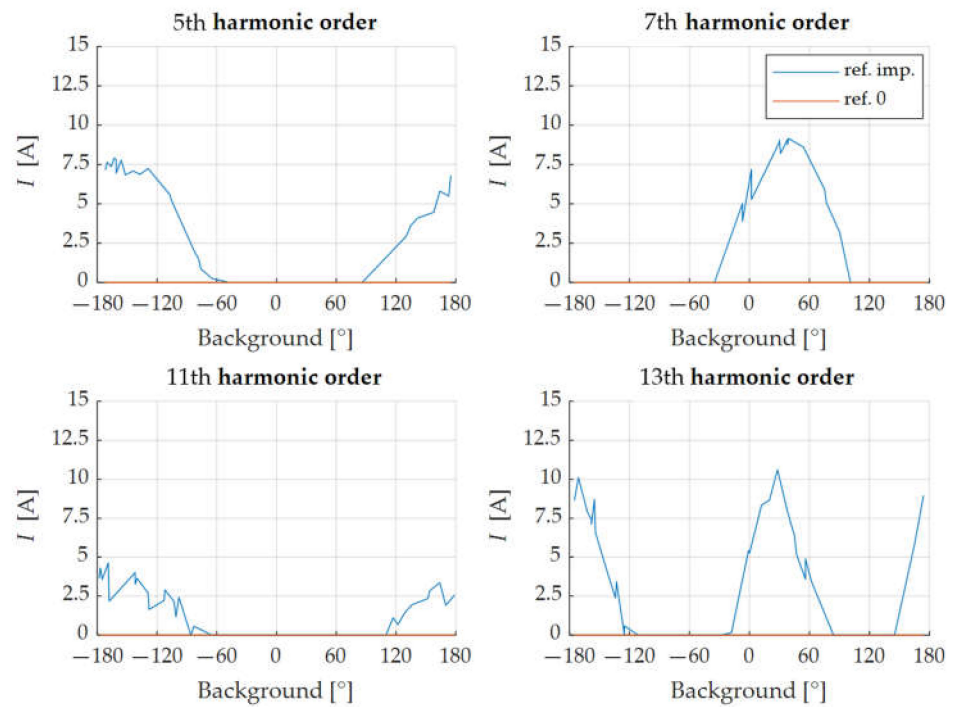 5th harmonic order
15
12.5
10
7.5
5
2.5
0
I [A]
−180 −120 −60 0 60 120 180
Background [°]
7th harmonic order
15
12.5
10
7.5
5
2.5
0
I [A]
ref. imp.
ref. 0
−180 −120 −60 0 60 120 180
Background [°]
11th harmonic order
15
12.5
10
7.5
5
2.5
0
I [A]
−180 −120 −60 0 60 120 180
Background [°]
13th harmonic order
15
12.5
10
7.5
5
2.5
0
I [A]
−180 −120 −60 0 60 120 180
Background [°]